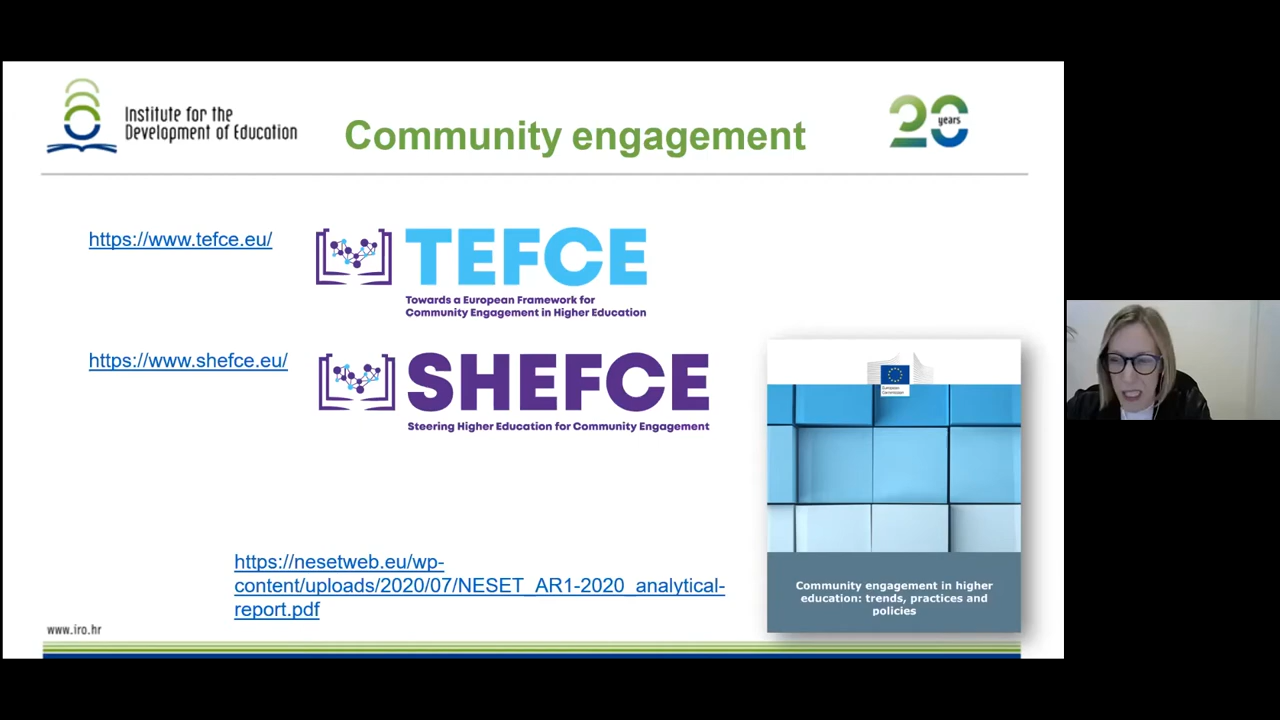 Institute for the
Development of Education
Community engagement
20
years
https://www.tefce.eu/
TEFCE
Towards a European Framework for
Community Engagement in Higher Education
https://www.shefce.eu/
SHEFCE
Steering Higher Education for Community Engagement
European
Commission
Community engagement in higher
education: trends, practices and
policies
https://nesetweb.eu/wp-
content/uploads/2020/07/NESET_AR1-2020_analytical-
report.pdf
www.iro.hr